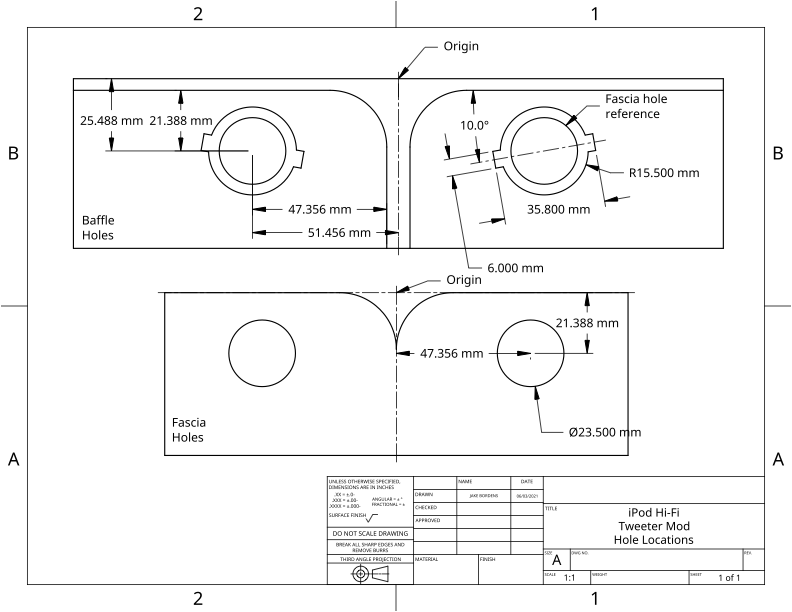 2
1
Origin
Fascia hole
reference
25.488 mm
21.388 mm
10.0°
B
B
R15.500 mm
47.356 mm
35.800 mm
Baffle
Holes
51.456 mm
6.000 mm
Origin
21.388 mm
47.356 mm
Fascia
Holes
Ø23.500 mm
A
A
UNLESS OTHERWISE SPECIFIED,
DIMENSIONS ARE IN INCHES
.XX = ±.0-
.XXX = ±.00-
.XXXX = ±.000-
ANGULAR = ± °
FRACTIONAL = ±
SURFACE FINISH
DO NOT SCALE DRAWING
BREAK ALL SHARP EDGES AND
REMOVE BURRS
THIRD ANGLE PROJECTION
NAME
DATE
DRAWN
JAKE BORDENS
06/03/2021
CHECKED
APPROVED
MATERIAL
FINISH
TITLE
iPod Hi-Fi
Tweeter Mod
Hole Locations
SIZE
A
DWG NO.
REV.
SCALE
1:1
WEIGHT
SHEET
1 of 1
2
1